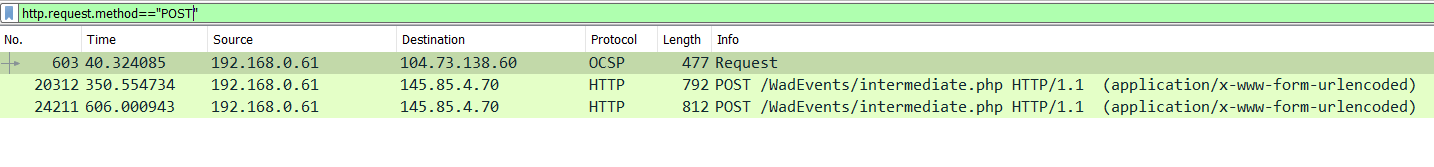 http.request.method=="POST"
No. Time Source Destination Protocol Length Info
603 40.324085 192.168.0.61 104.73.138.60 OCSP 477 Request
20312 350.554734 192.168.0.61 145.85.4.70 HTTP 792 POST /WadEvents/intermediate.php HTTP/1.1 (application/x-www-form-urlencoded)
24211 606.000943 192.168.0.61 145.85.4.70 HTTP 812 POST /WadEvents/intermediate.php HTTP/1.1 (application/x-www-form-urlencoded)